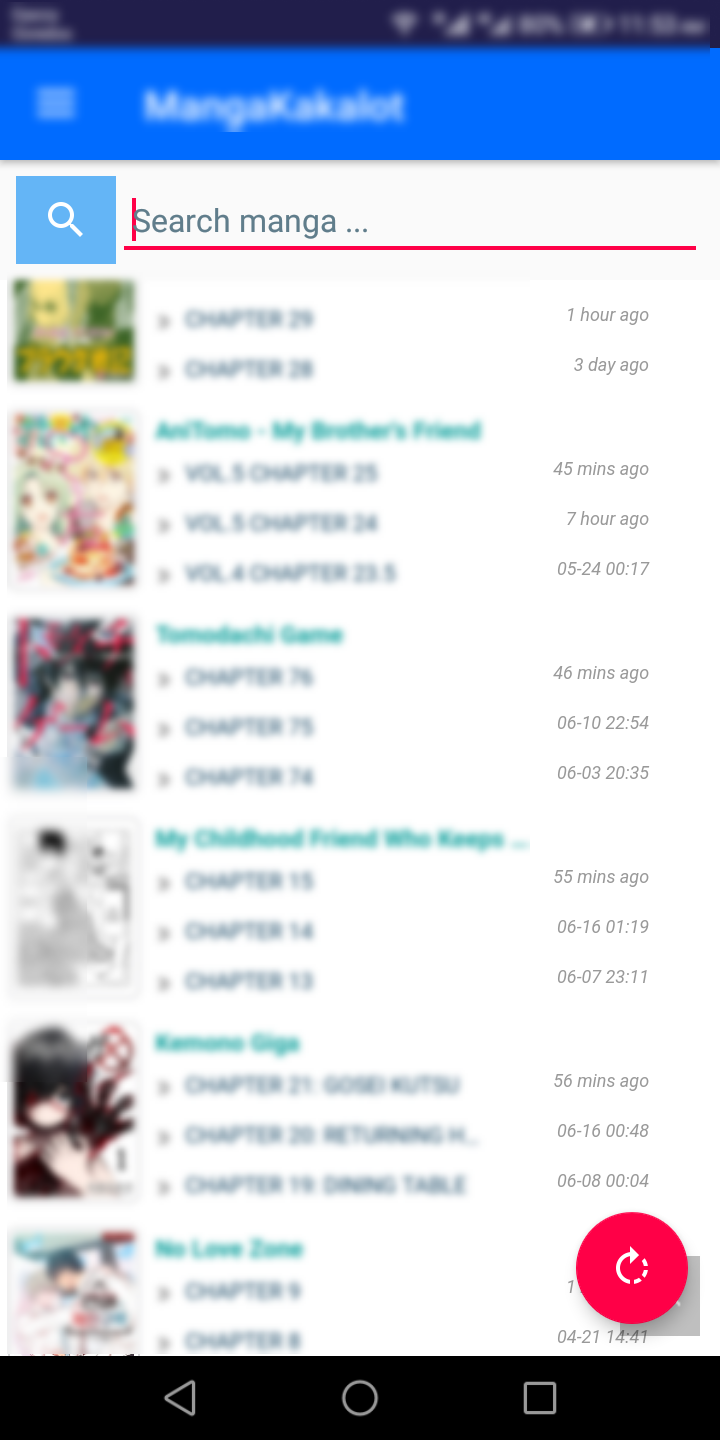 80% 11:53
MangaKakalot
Search manga ...
CHAPTER 29 1 hour ago
CHAPTER 28 3 day ago
AniTomo - My Brother's Friend
VOL.5 CHAPTER 25 45 mins ago
VOL.5 CHAPTER 24 7 hour ago
VOL.4 CHAPTER 23.5 05-24 00:17
Tomodachi Game
CHAPTER 76 46 mins ago
CHAPTER 75 06-10 22:54
CHAPTER 74 06-03 20:35
My Childhood Friend Who Keeps ...
CHAPTER 15 55 mins ago
CHAPTER 14 06-16 01:19
CHAPTER 13 06-07 23:11
Kemono Giga
CHAPTER 21: GOSEI KUTSU 56 mins ago
CHAPTER 20: RETURNING H... 06-16 00:48
CHAPTER 19: DINING TABLE 06-08 00:04
No Love Zone
CHAPTER 9 1
CHAPTER 8 04-21 14:41